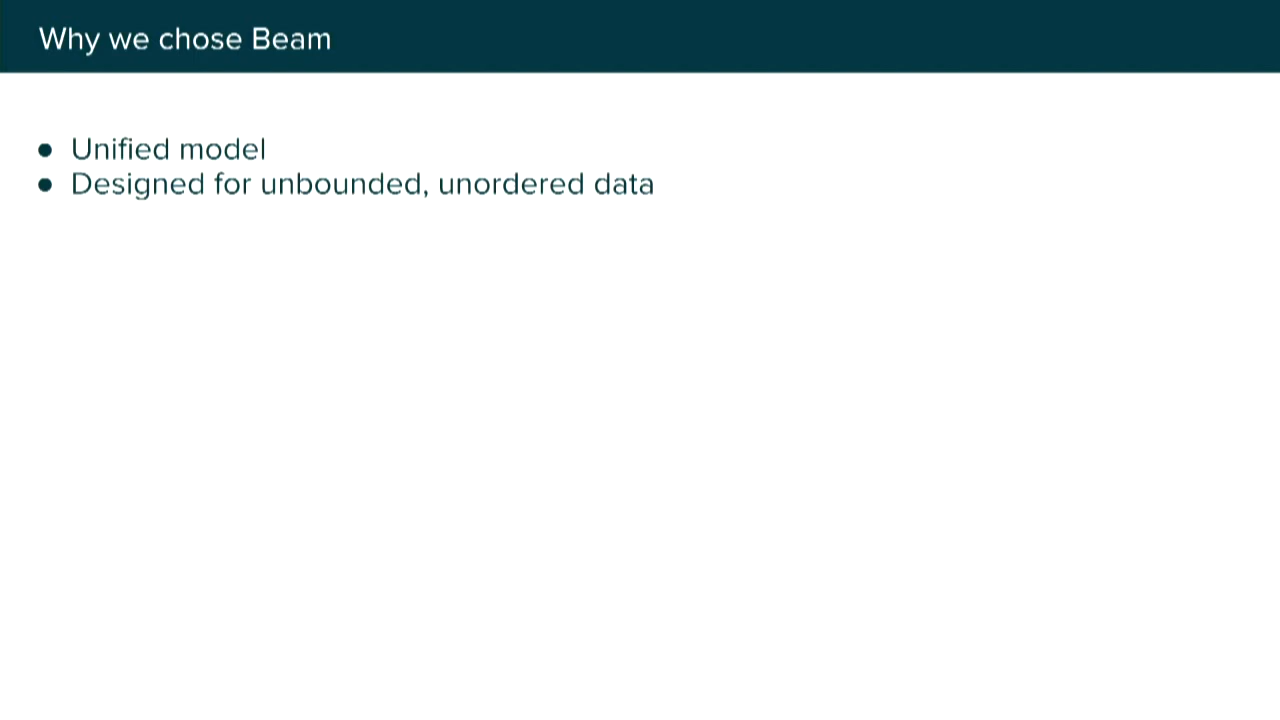 Why we chose Beam
● Unified model
● Designed for unbounded, unordered data